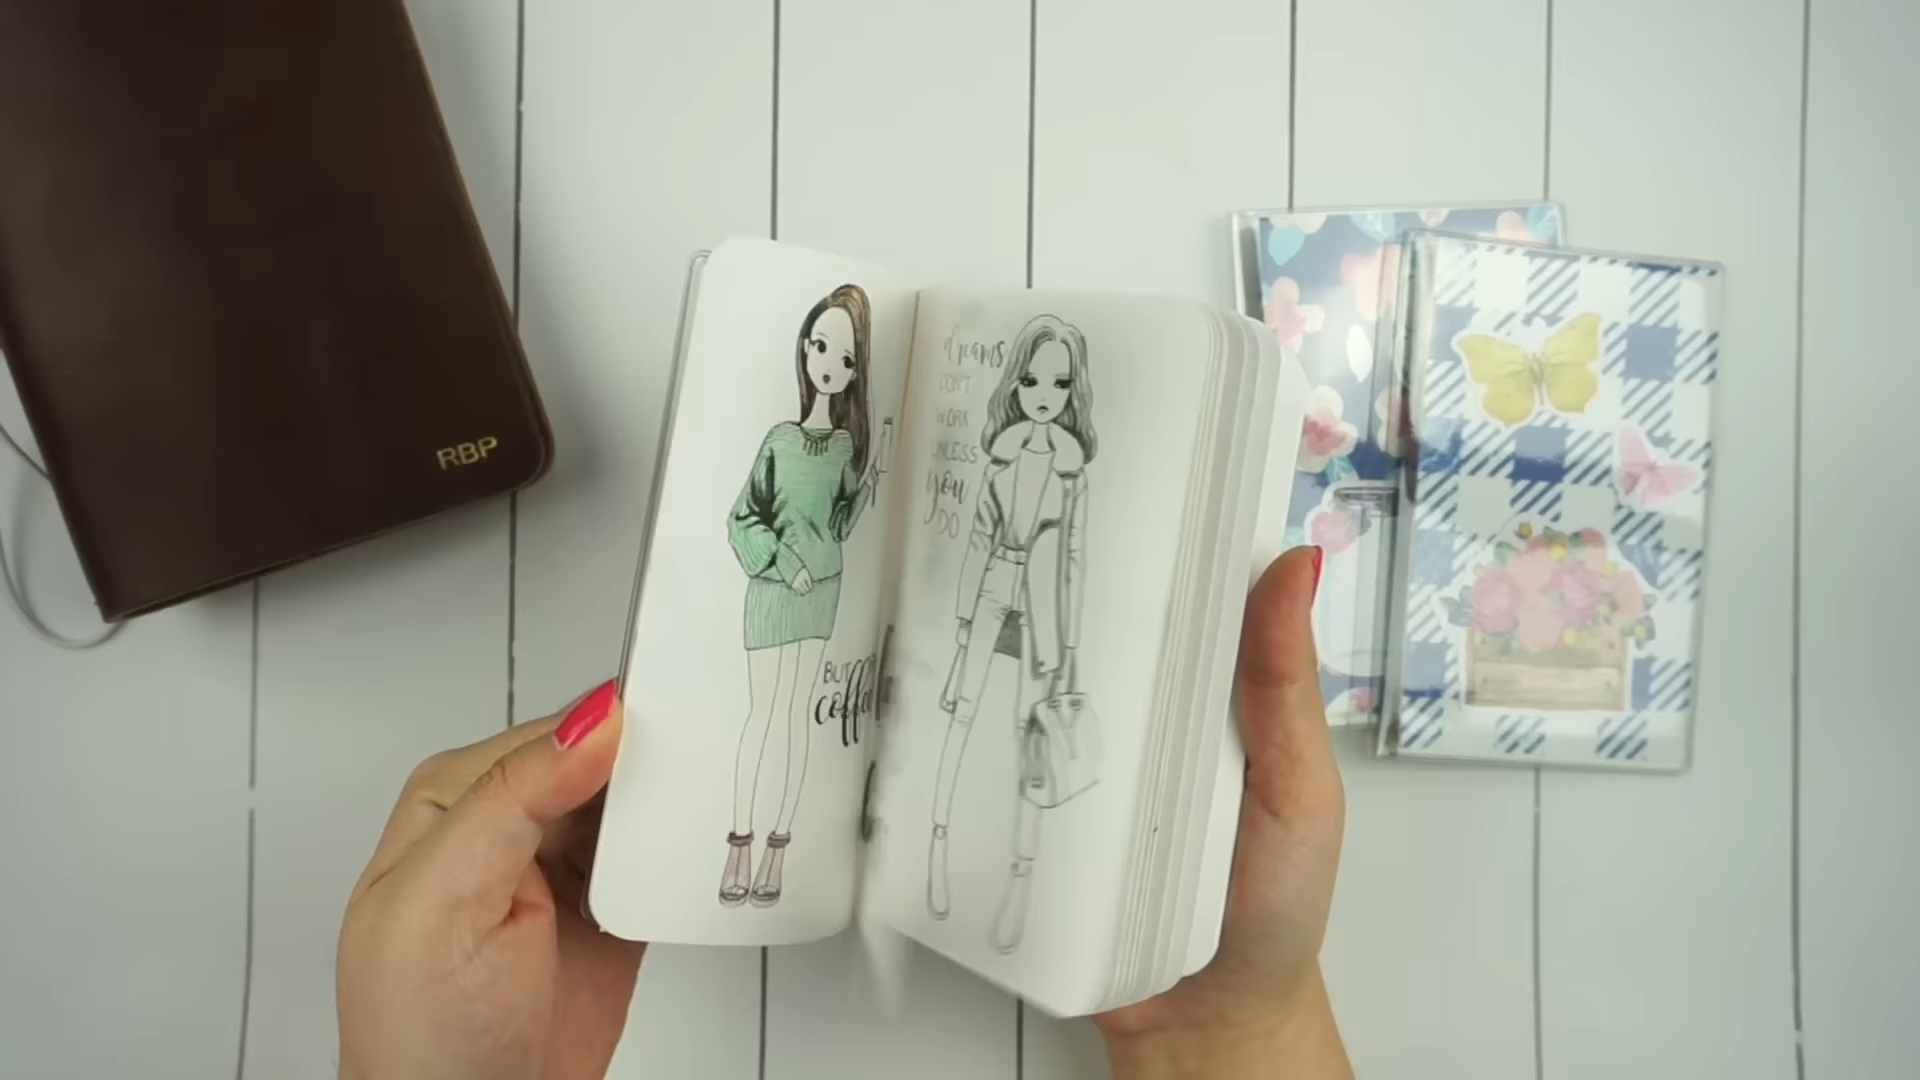 RBP
BUT
coffee
dreams
DON'T
WORK
UNLESS
you
DO